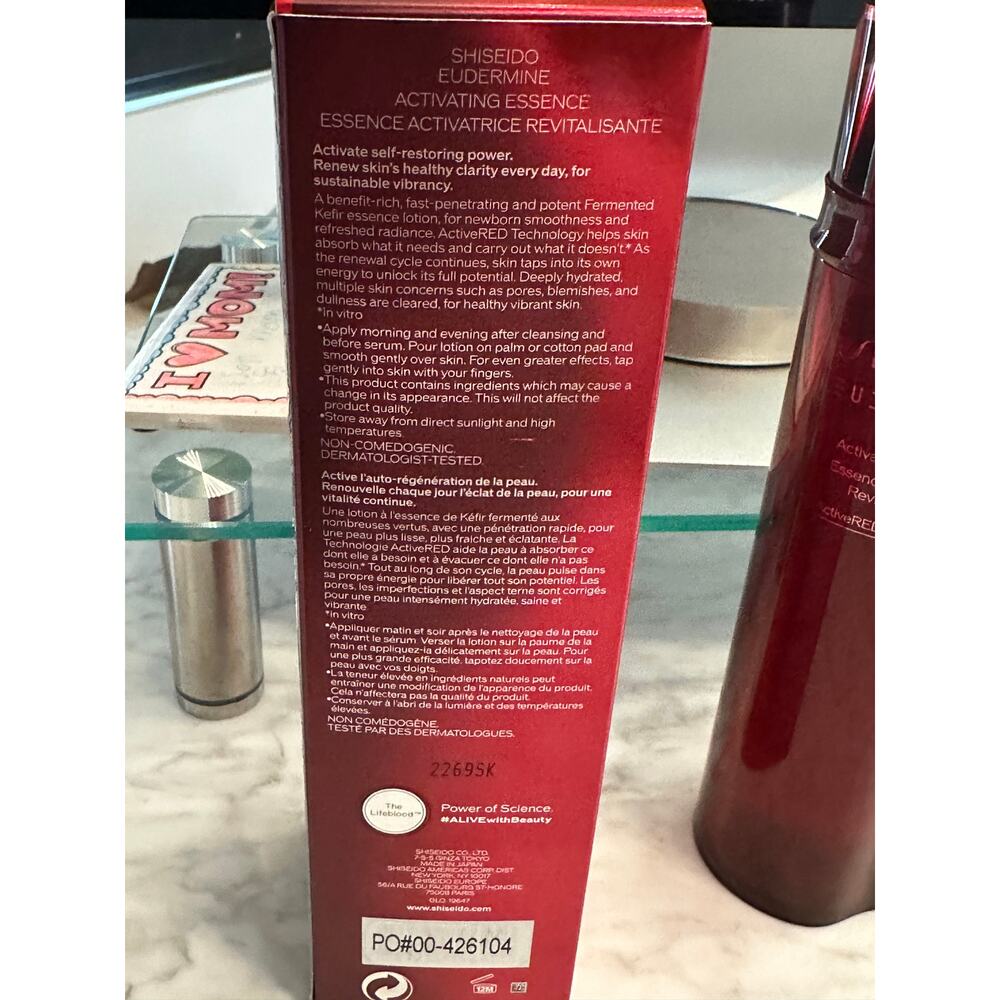 SHISEIDO
EUDERMINE
ACTIVATING ESSENCE
ESSENCE ACTIVATRICE REVITALISANTE
Activate self-restoring power.
Renew skin's healthy clarity every day, for
sustainable vibrancy.
A benefit-rich, fast-penetrating and potent Fermented
Kefir essence lotion, for newborn smoothness and
refreshed radiance. ActiveRED Technology helps skin
absorb what it needs and carry out what it doesn't.* As
the renewal cycle continues, skin taps into its own
energy to unlock its full potential. Deeply hydrated,
multiple skin concerns such as pores, blemishes, and
dullness are cleared, for healthy vibrant skin.
*In vitro
•Apply morning and evening after cleansing and
before serum. Pour lotion on palm or cotton pad and
smooth gently over skin. For even greater effects, tap
gently into skin with your fingers.
•This product contains ingredients which may cause a
change in its appearance. This will not affect the
product quality.
•Store away from direct sunlight and high
temperatures.
NON-COMEDOGENIC.
DERMATOLOGIST-TESTED.
Active l'auto-régénération de la peau.
Renouvelle chaque jour l'éclat de la peau, pour une
vitalité continue.
Une lotion à l'essence de Kéfir fermenté aux
nombreuses vertus, avec une pénétration rapide, pour
une peau plus lisse, plus fraîche et éclatante. La
Technologie ActiveRED aide la peau à absorber ce
dont elle a besoin et à évacuer ce dont elle n'a pas
besoin.* Tout au long de son cycle, la peau puise dans
sa propre énergie pour libérer tout son potentiel. Les
pores, les imperfections et l'aspect terne sont corrigés
pour une peau intensément hydratée, saine et
vibrante.
*In vitro
•Appliquer matin et soir après le nettoyage de la peau
et avant le sérum. Verser la lotion sur la paume de la
main et appliquez-la délicatement sur la peau. Pour
une plus grande efficacité, tapotez doucement sur la
peau avec vos doigts.
•La teneur élevée en ingrédients naturels peut
entraîner une modification de l'apparence du produit.
Cela n'affectera pas la qualité du produit.
•Conserver à l'abri de la lumière et des températures
élevées.
NON COMÉDOGÈNE.
TESTÉ PAR DES DERMATOLOGUES.
2269SK
The
Lifeblood™
Power of Science.
#ALIVEwithBeauty
SHISEIDO CO., LTD.
7-5-5 GINZA TOKYO
MADE IN JAPAN
SHISEIDO AMERICAS CORP. DIST.
NEW YORK, NY 10017
SHISEIDO EUROPE
56/A RUE DU FAUBOURG ST-HONORE
75008 PARIS
GLO 19647
www.shiseido.com
PO#00-426104
12M
I ♡ MOM!
EU
Active
Essenc
Rev
ctiveRED